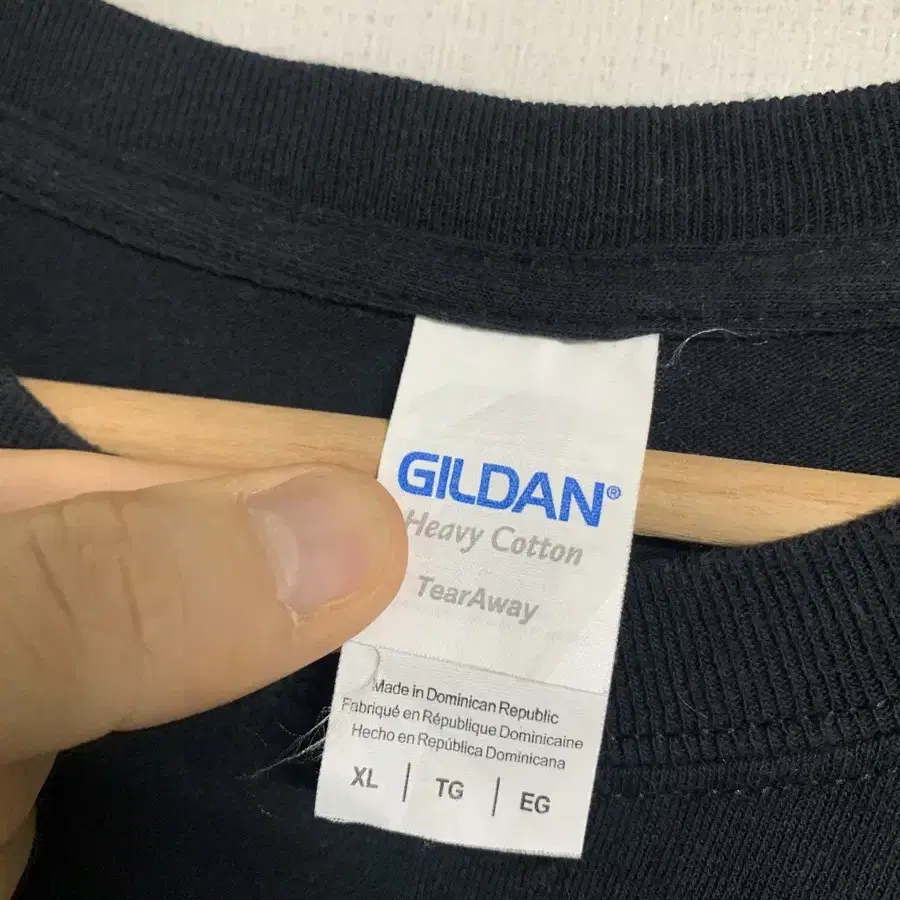 GILDAN®
Heavy Cotton
TearAway
Made in Dominican Republic
Fabriqué en République Dominicaine
Hecho en República Dominicana
XL | TG | EG